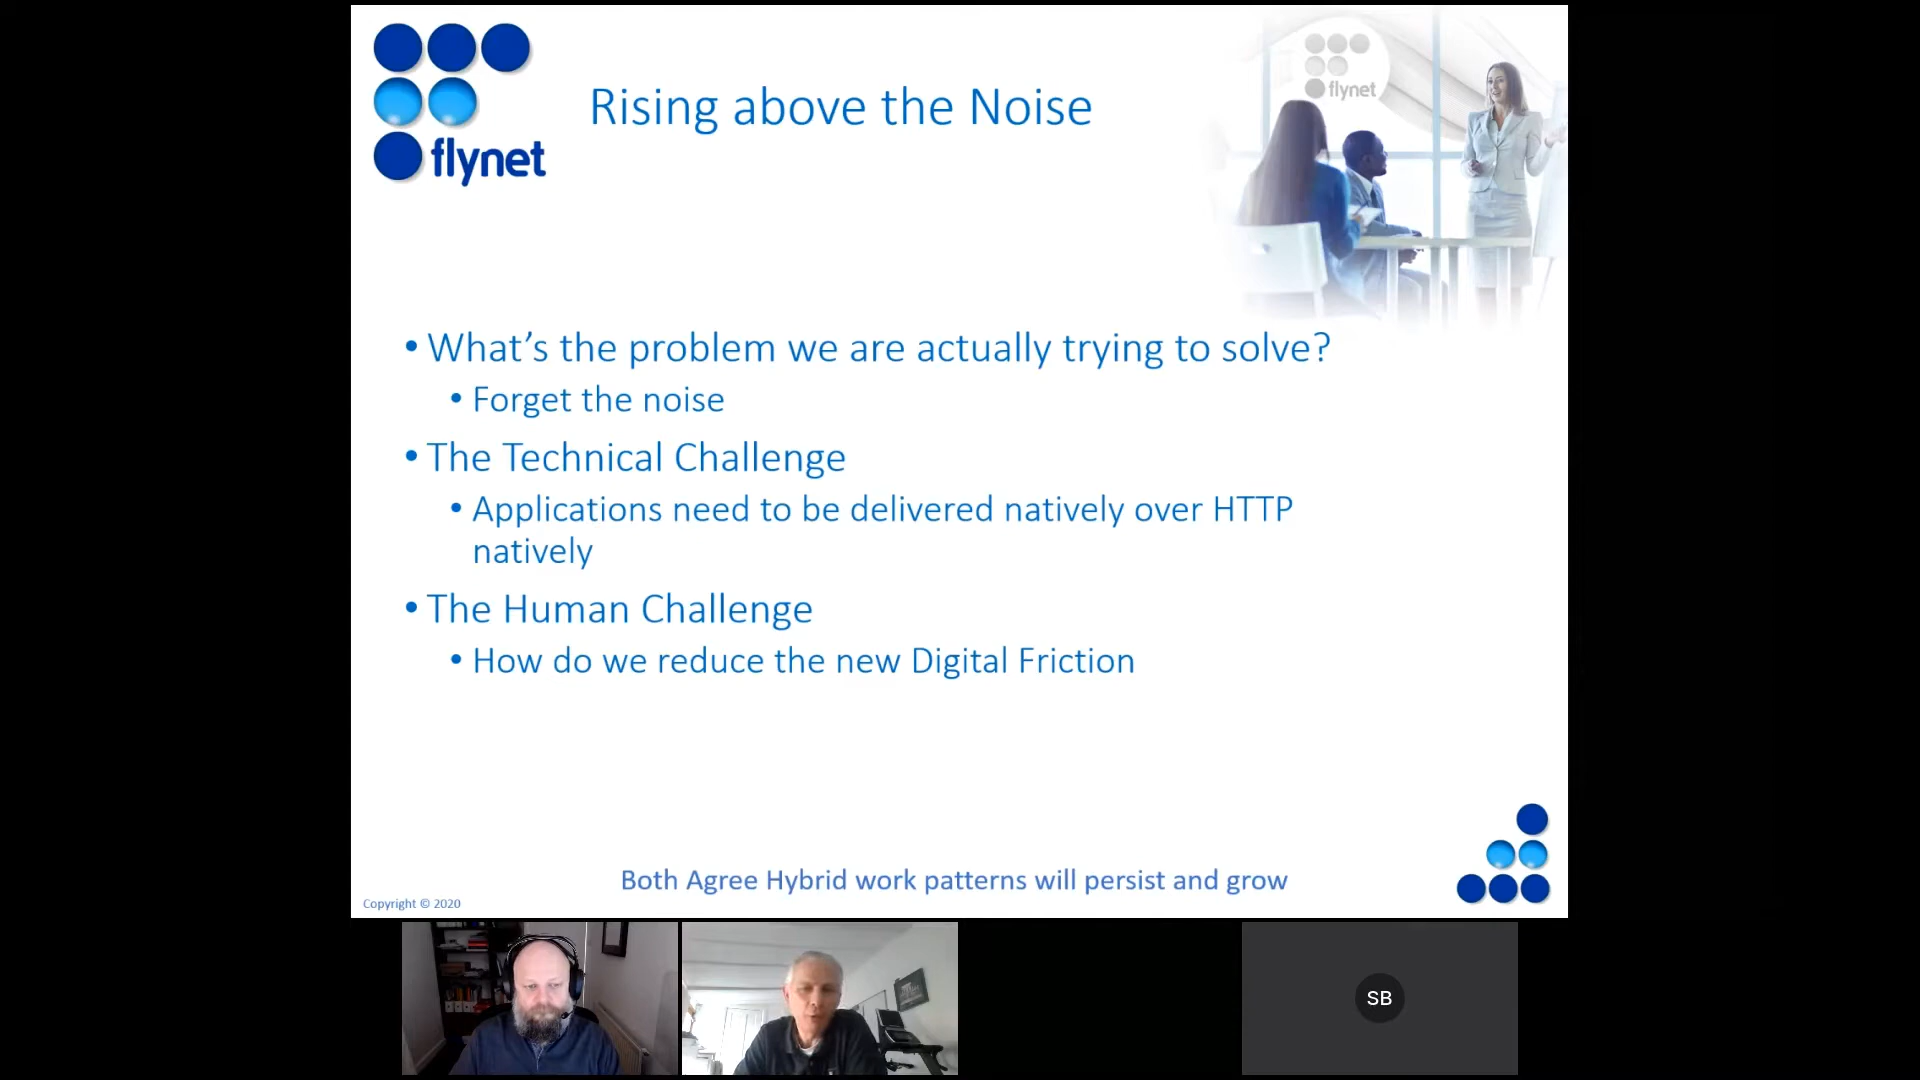 flynet
Rising above the Noise
flynet
• What's the problem we are actually trying to solve?
• Forget the noise
• The Technical Challenge
• Applications need to be delivered natively over HTTP
natively
• The Human Challenge
• How do we reduce the new Digital Friction
Both Agree Hybrid work patterns will persist and grow
Copyright © 2020
SB